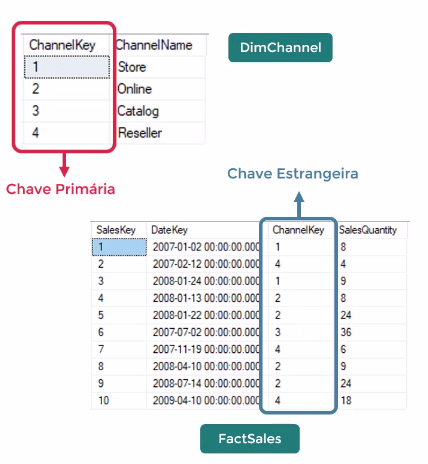 ChannelKey ChannelName
DimChannel
1 Store
2 Online
3 Catalog
4 Reseller
Chave Primária
Chave Estrangeira
SalesKey DateKey ChannelKey SalesQuantity
1 2007-01-02 00:00:00.000 1 8
2 2007-02-12 00:00:00.000 4 4
3 2008-01-24 00:00:00.000 1 9
4 2008-01-13 00:00:00.000 2 8
5 2008-01-22 00:00:00.000 2 24
6 2007-07-02 00:00:00.000 3 36
7 2007-11-19 00:00:00.000 4 6
8 2008-04-10 00:00:00.000 2 9
9 2008-07-14 00:00:00.000 2 24
10 2009-04-10 00:00:00.000 4 18
FactSales